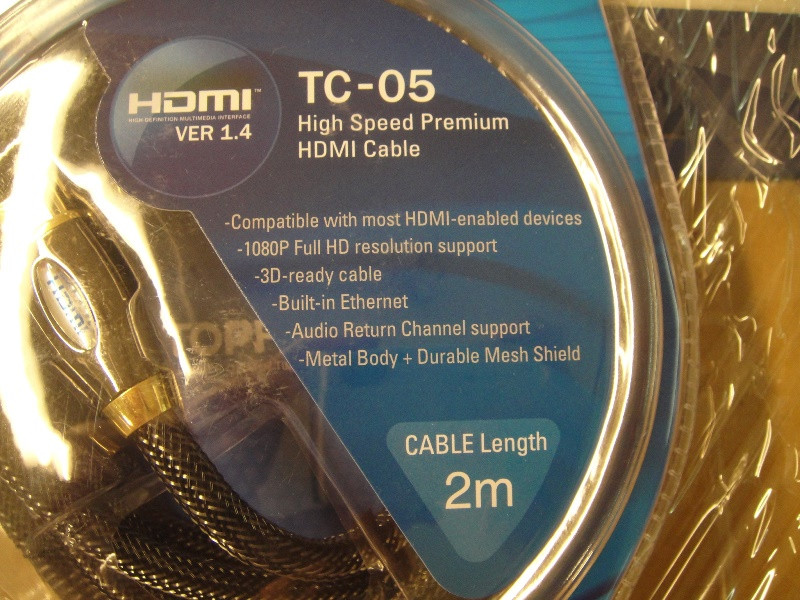 HDMI™
HIGH-DEFINITION MULTIMEDIA INTERFACE
VER 1.4
TC-05
High Speed Premium
HDMI Cable
-Compatible with most HDMI-enabled devices
-1080P Full HD resolution support
-3D-ready cable
-Built-in Ethernet
-Audio Return Channel support
-Metal Body + Durable Mesh Shield
HDMI
CABLE Length
2m